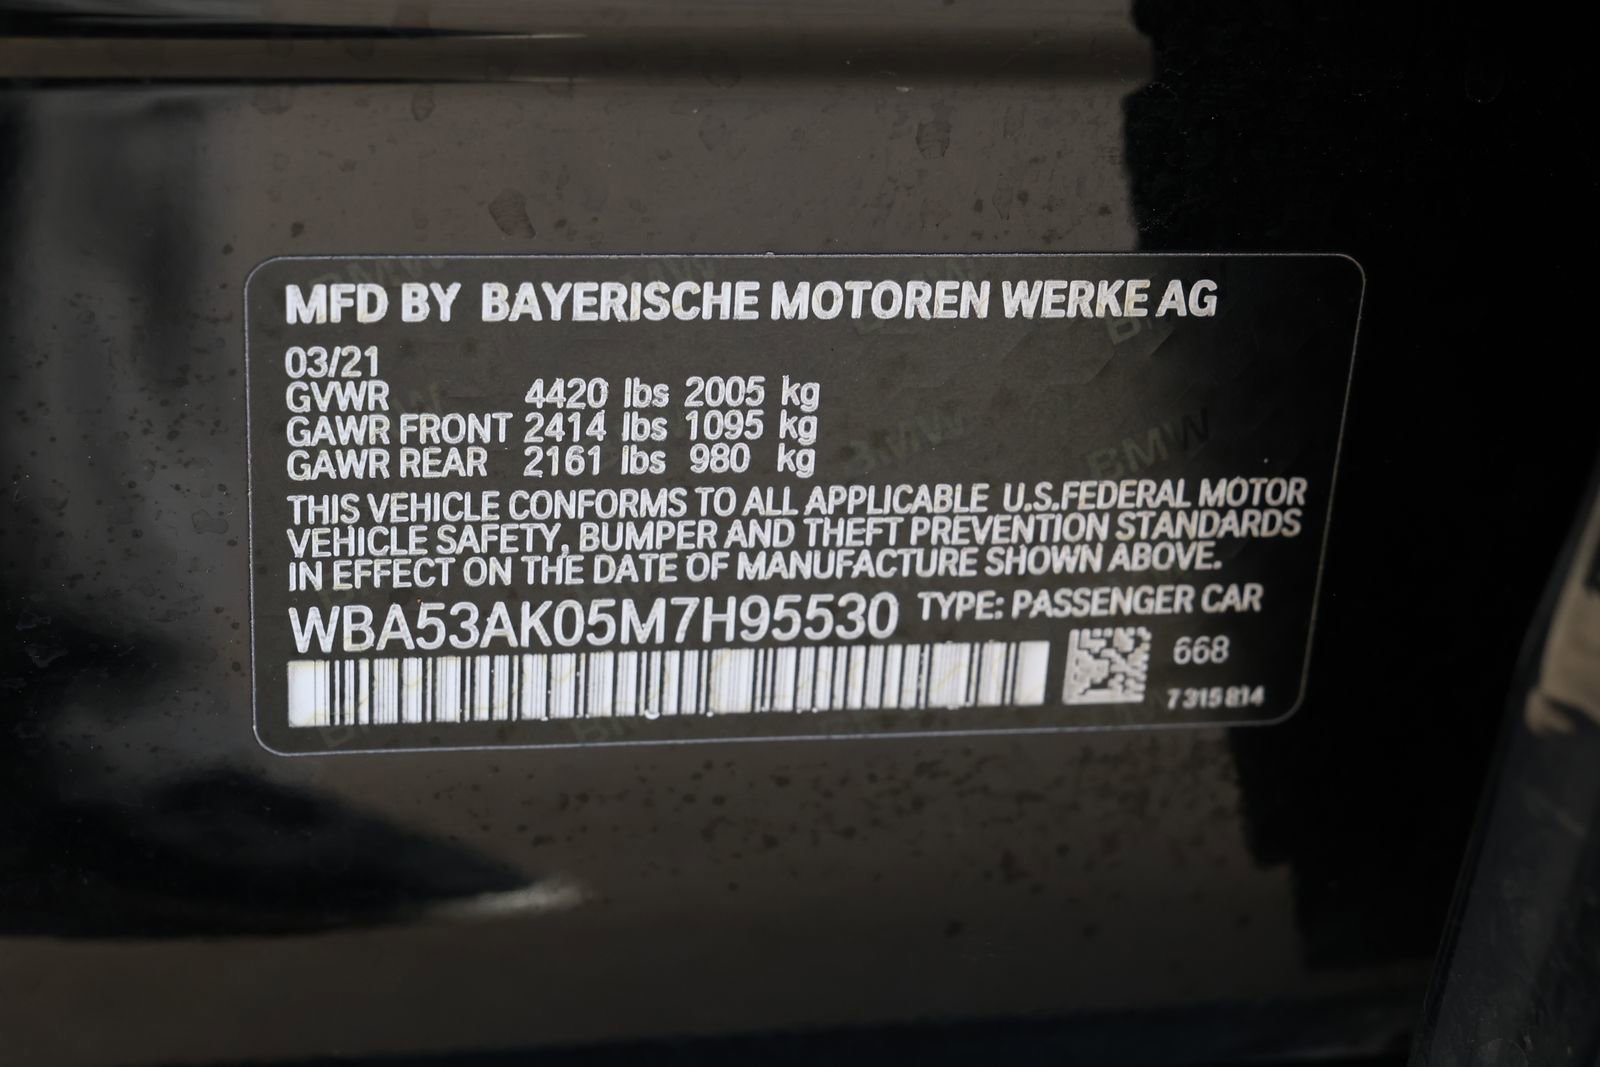 MFD BY BAYERISCHE MOTOREN WERKE AG
03/21
GVWR 4420 lbs 2005 kg
GAWR FRONT 2414 lbs 1095 kg
GAWR REAR 2161 lbs 980 kg
THIS VEHICLE CONFORMS TO ALL APPLICABLE U.S.FEDERAL MOTOR
VEHICLE SAFETY, BUMPER AND THEFT PREVENTION STANDARDS
IN EFFECT ON THE DATE OF MANUFACTURE SHOWN ABOVE.
WBA53AK05M7H95530 TYPE: PASSENGER CAR
668
7 315 814